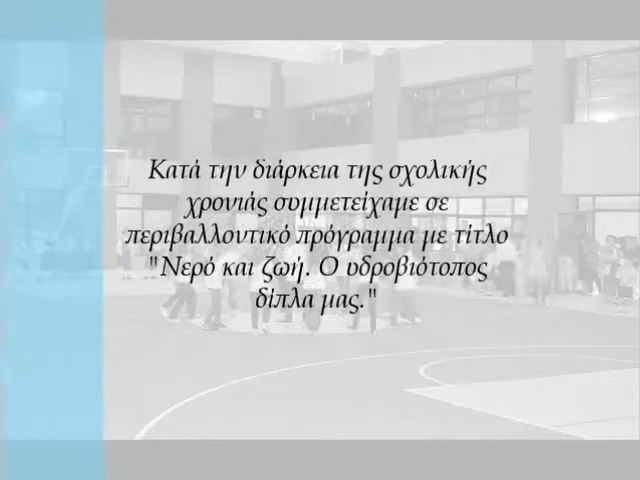 Κατά την διάρκεια της σχολικής
χρονιάς συμμετείχαμε σε
περιβαλλοντικό πρόγραμμα με τίτλο
"Νερό και ζωή. Ο υδροβιότοπος
δίπλα μας."